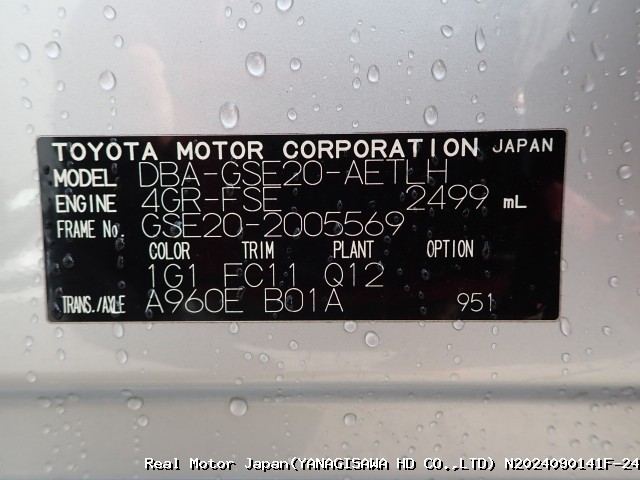 TOYOTA MOTOR CORPORATION JAPAN
MODEL DBA-GSE20-AETLH
ENGINE 4GR-FSE 2499 mL
FRAME No. GSE20-2005569
COLOR TRIM PLANT OPTION
1G1 FC11 Q12
TRANS./AXLE A960E B01A 951
Real Motor Japan(YANAGISAWA HD CO.,LTD) N2024090141F-24